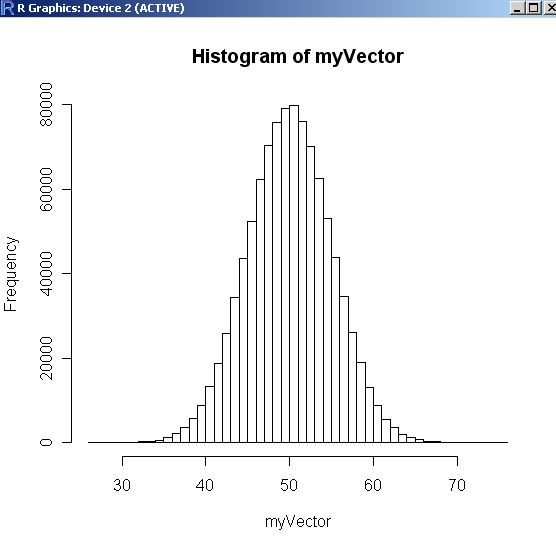 R Graphics: Device 2 (ACTIVE)
Histogram of myVector
Frequency
80000
60000
40000
20000
0
30 40 50 60 70
myVector